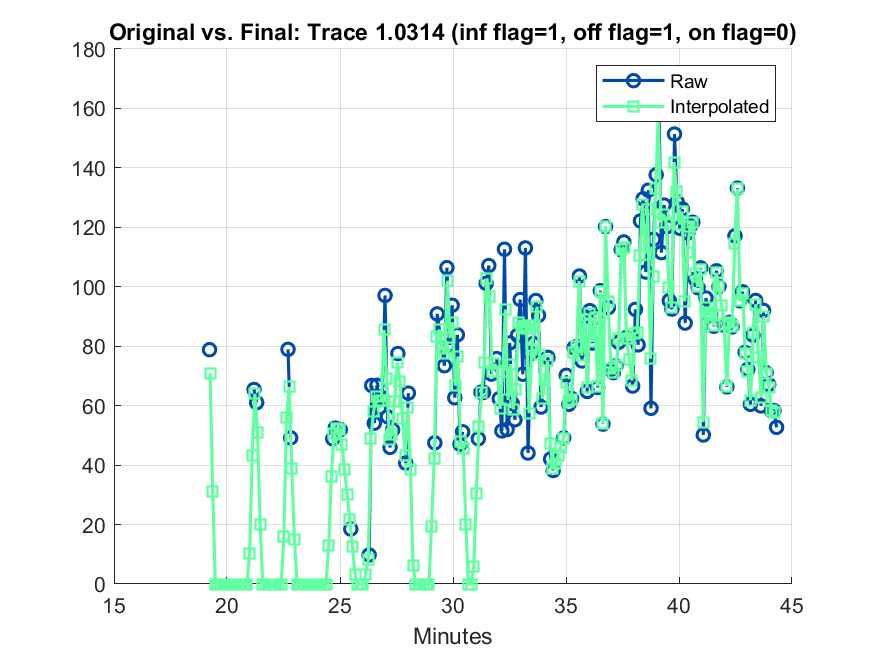 Original vs. Final: Trace 1.0314 (inf flag=1, off flag=1, on flag=0)
180
160
140
120
100
80
60
40
20
0
Raw
Interpolated
15 20 25 30 35 40 45
Minutes